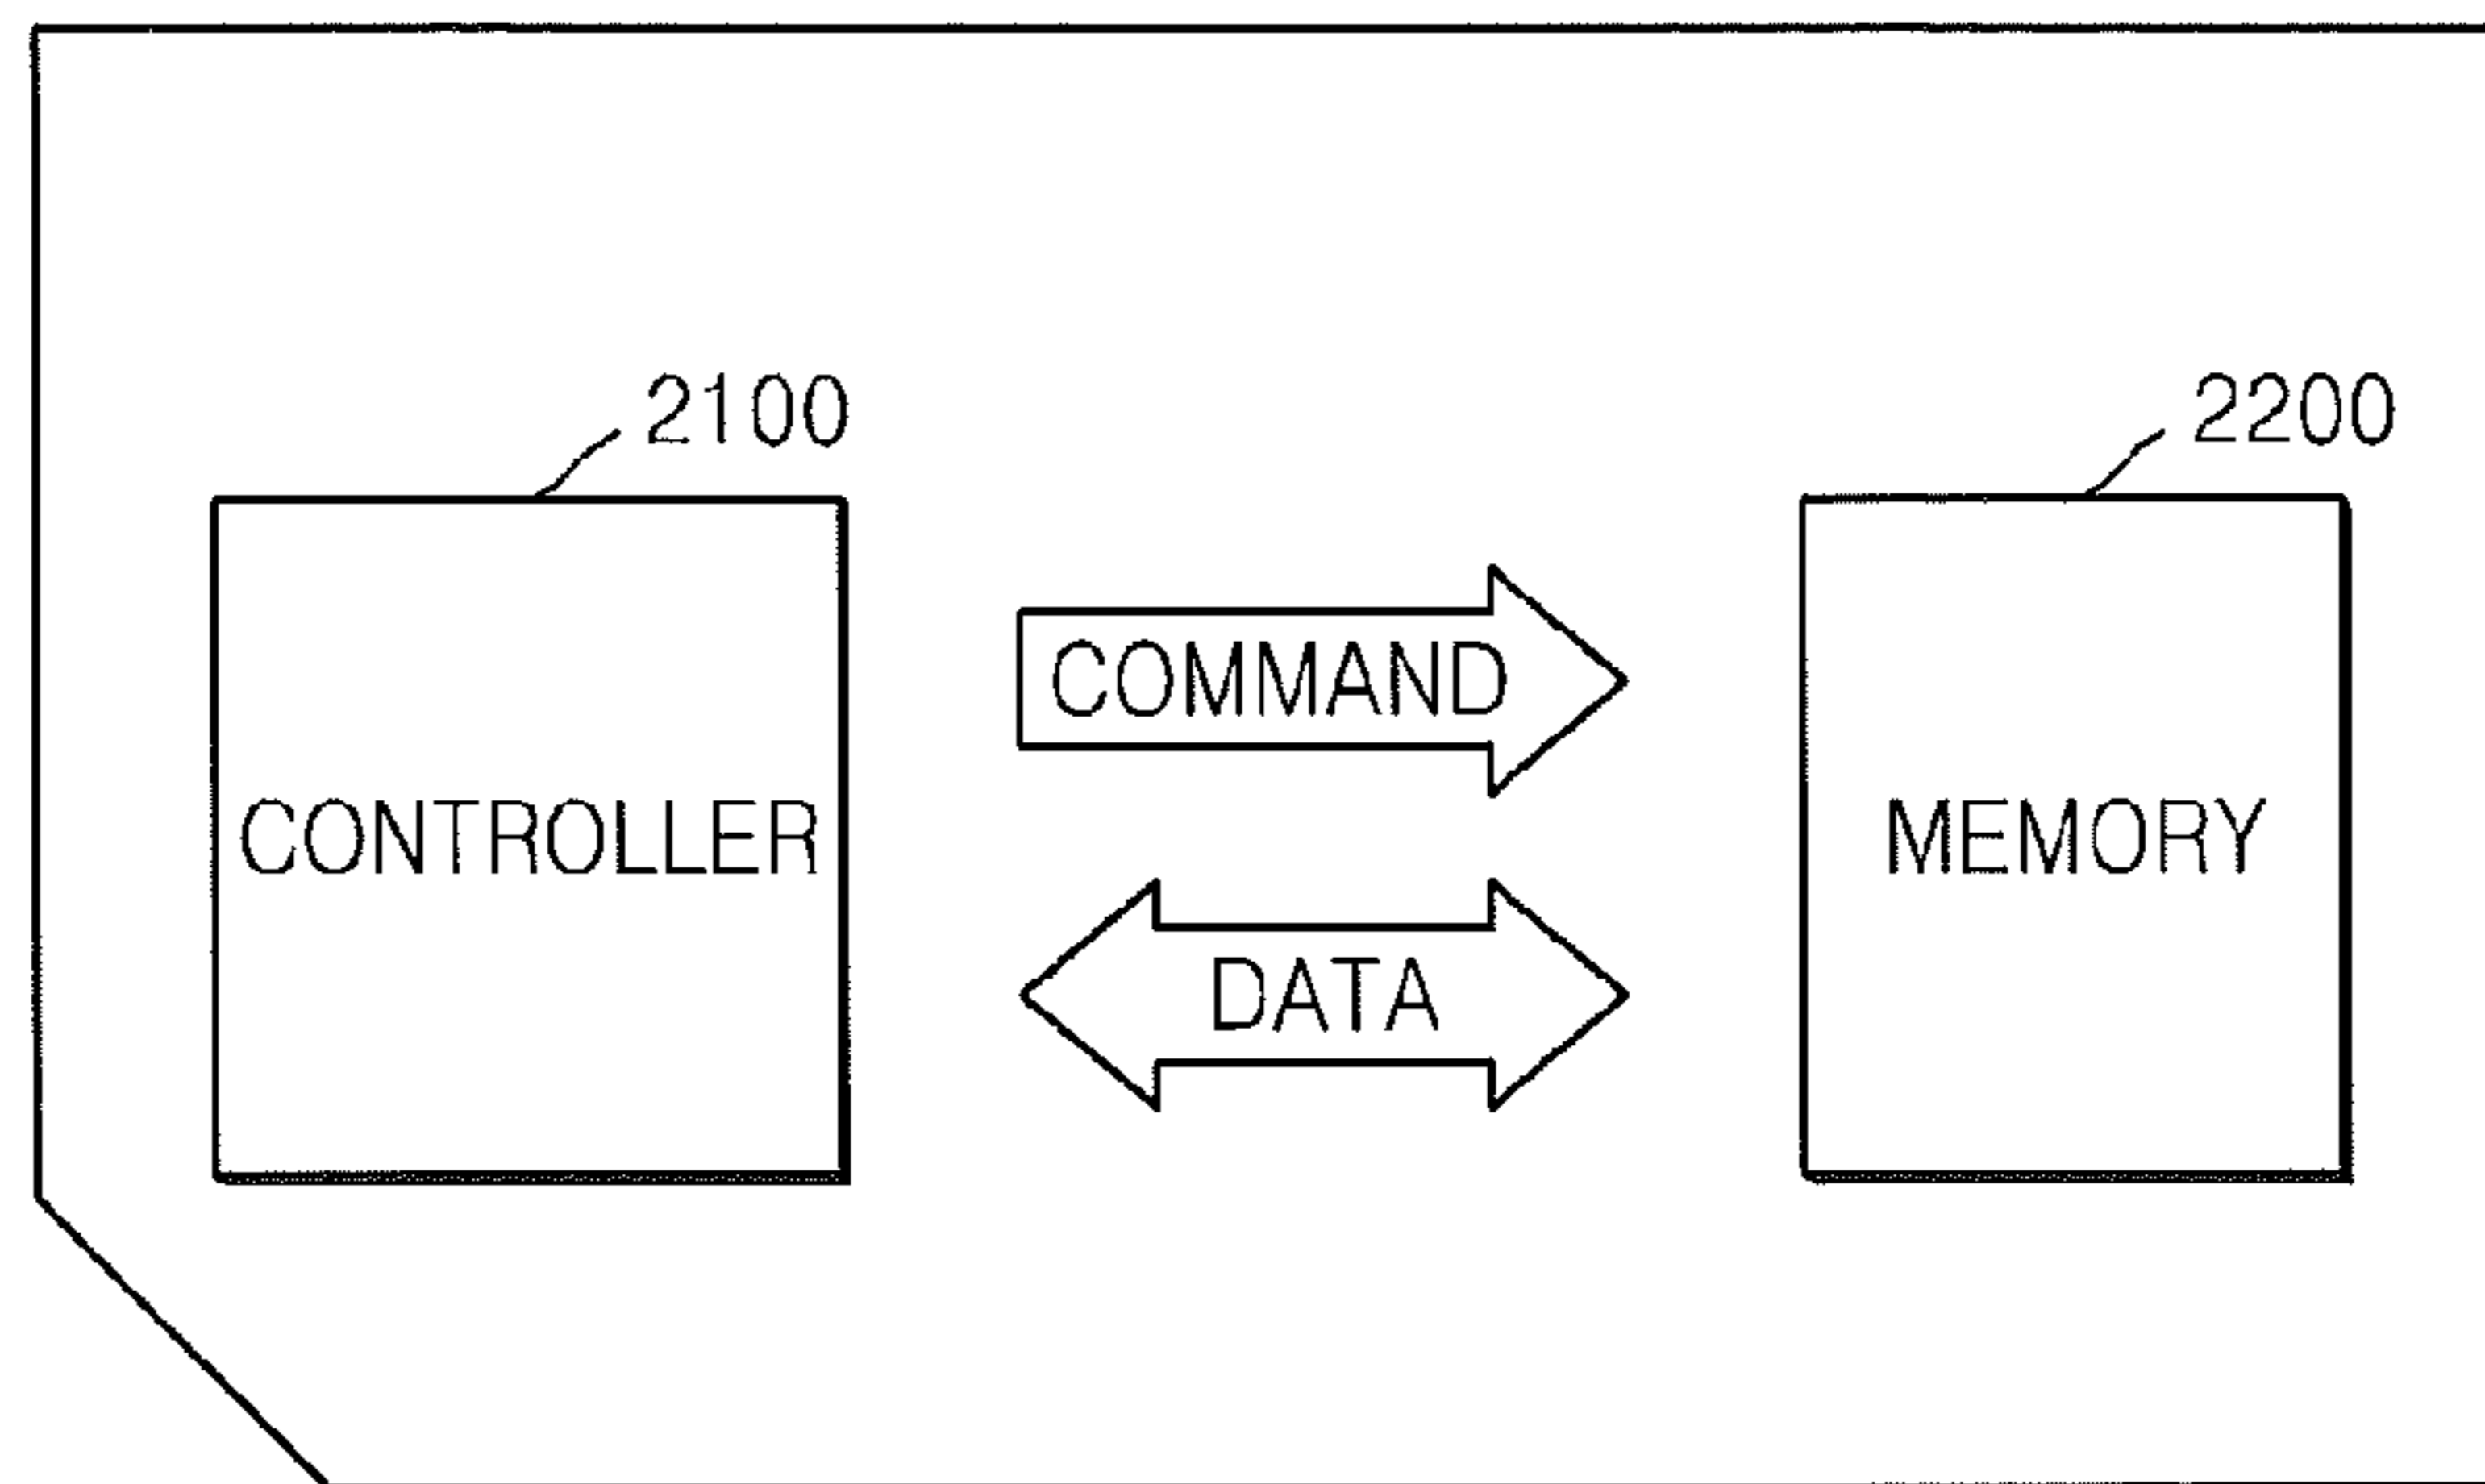 2100
2200
COMMAND
CONTROLLER
MEMORY
DATA